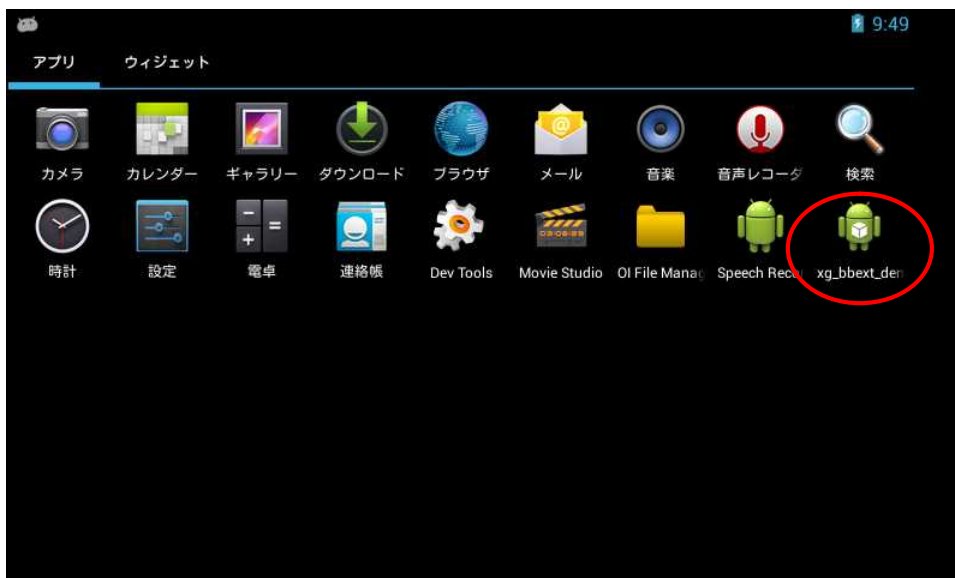 9:49
アプリ ウィジェット
カメラ カレンダー ギャラリー ダウンロード ブラウザ メール 音楽 音声レコーダ 検索
時計 設定 電卓 連絡帳 Dev Tools Movie Studio OI File Manag Speech Reco xg_bbext_den